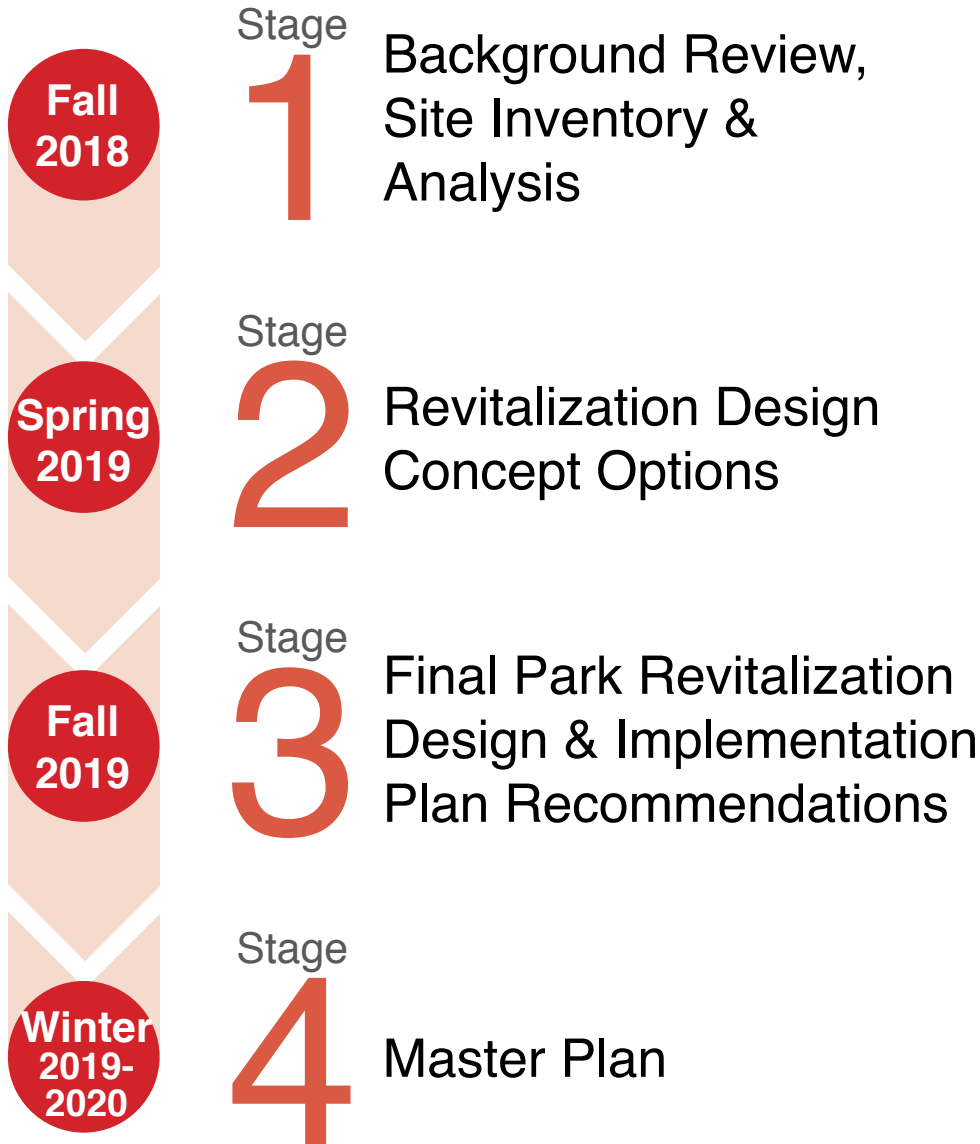 Fall
2018
Stage
1
Background Review,
Site Inventory &
Analysis
Spring
2019
Stage
2
Revitalization Design
Concept Options
Fall
2019
Stage
3
Final Park Revitalization
Design & Implementation
Plan Recommendations
Winter
2019-
2020
Stage
4
Master Plan